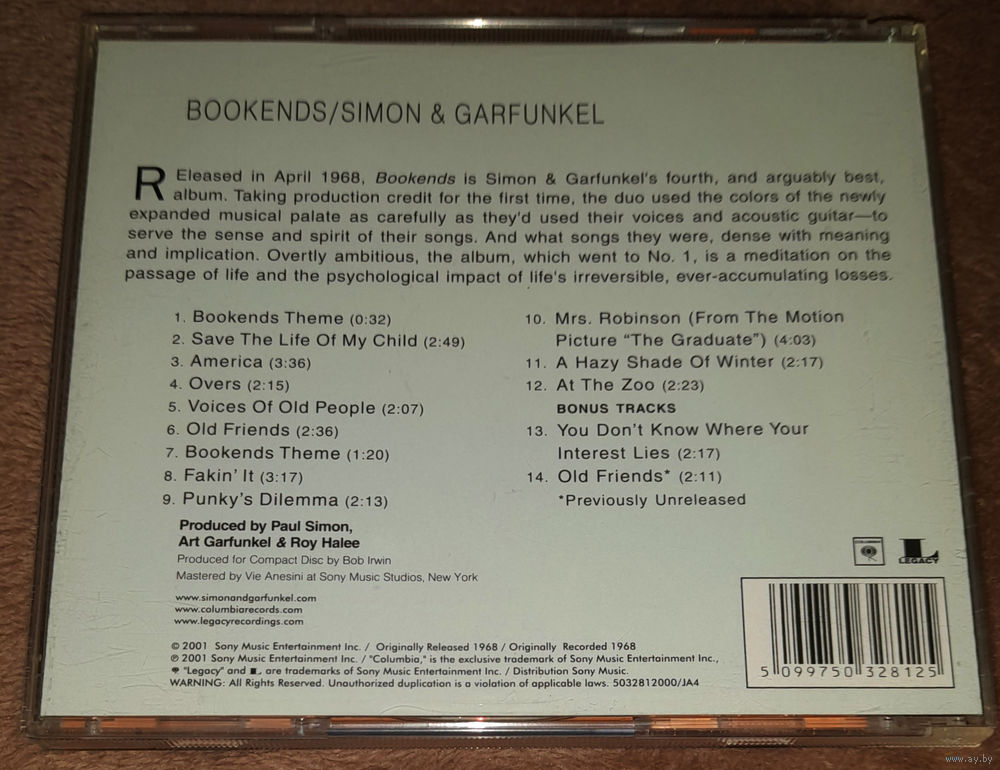 BOOKENDS/SIMON & GARFUNKEL
REleased in April 1968, Bookends is Simon & Garfunkel's fourth, and arguably best,
album. Taking production credit for the first time, the duo used the colors of the newly
expanded musical palate as carefully as they'd used their voices and acoustic guitar—to
serve the sense and spirit of their songs. And what songs they were, dense with meaning
and implication. Overtly ambitious, the album, which went to No. 1, is a meditation on the
passage of life and the psychological impact of life's irreversible, ever-accumulating losses.
1. Bookends Theme (0:32)
2. Save The Life Of My Child (2:49)
3. America (3:36)
4. Overs (2:15)
5. Voices Of Old People (2:07)
6. Old Friends (2:36)
7. Bookends Theme (1:20)
8. Fakin' It (3:17)
9. Punky's Dilemma (2:13)
10. Mrs. Robinson (From The Motion
Picture "The Graduate") (4:03)
11. A Hazy Shade Of Winter (2:17)
12. At The Zoo (2:23)
BONUS TRACKS
13. You Don't Know Where Your
Interest Lies (2:17)
14. Old Friends* (2:11)
*Previously Unreleased
Produced by Paul Simon,
Art Garfunkel & Roy Halee
Produced for Compact Disc by Bob Irwin
Mastered by Vie Anesini at Sony Music Studios, New York
www.simonandgarfunkel.com
www.columbiarecords.com
www.legacyrecordings.com
COLUMBIA
LEGACY
© 2001 Sony Music Entertainment Inc. / Originally Released 1968 / Originally Recorded 1968
℗ 2001 Sony Music Entertainment Inc. / "Columbia," is the exclusive trademark of Sony Music Entertainment Inc.,
"Legacy" and L, are trademarks of Sony Music Entertainment Inc. / Distribution Sony Music.
WARNING: All Rights Reserved. Unauthorized duplication is a violation of applicable laws. 5032812000/JA4
5 099750 328125
www.ay.by